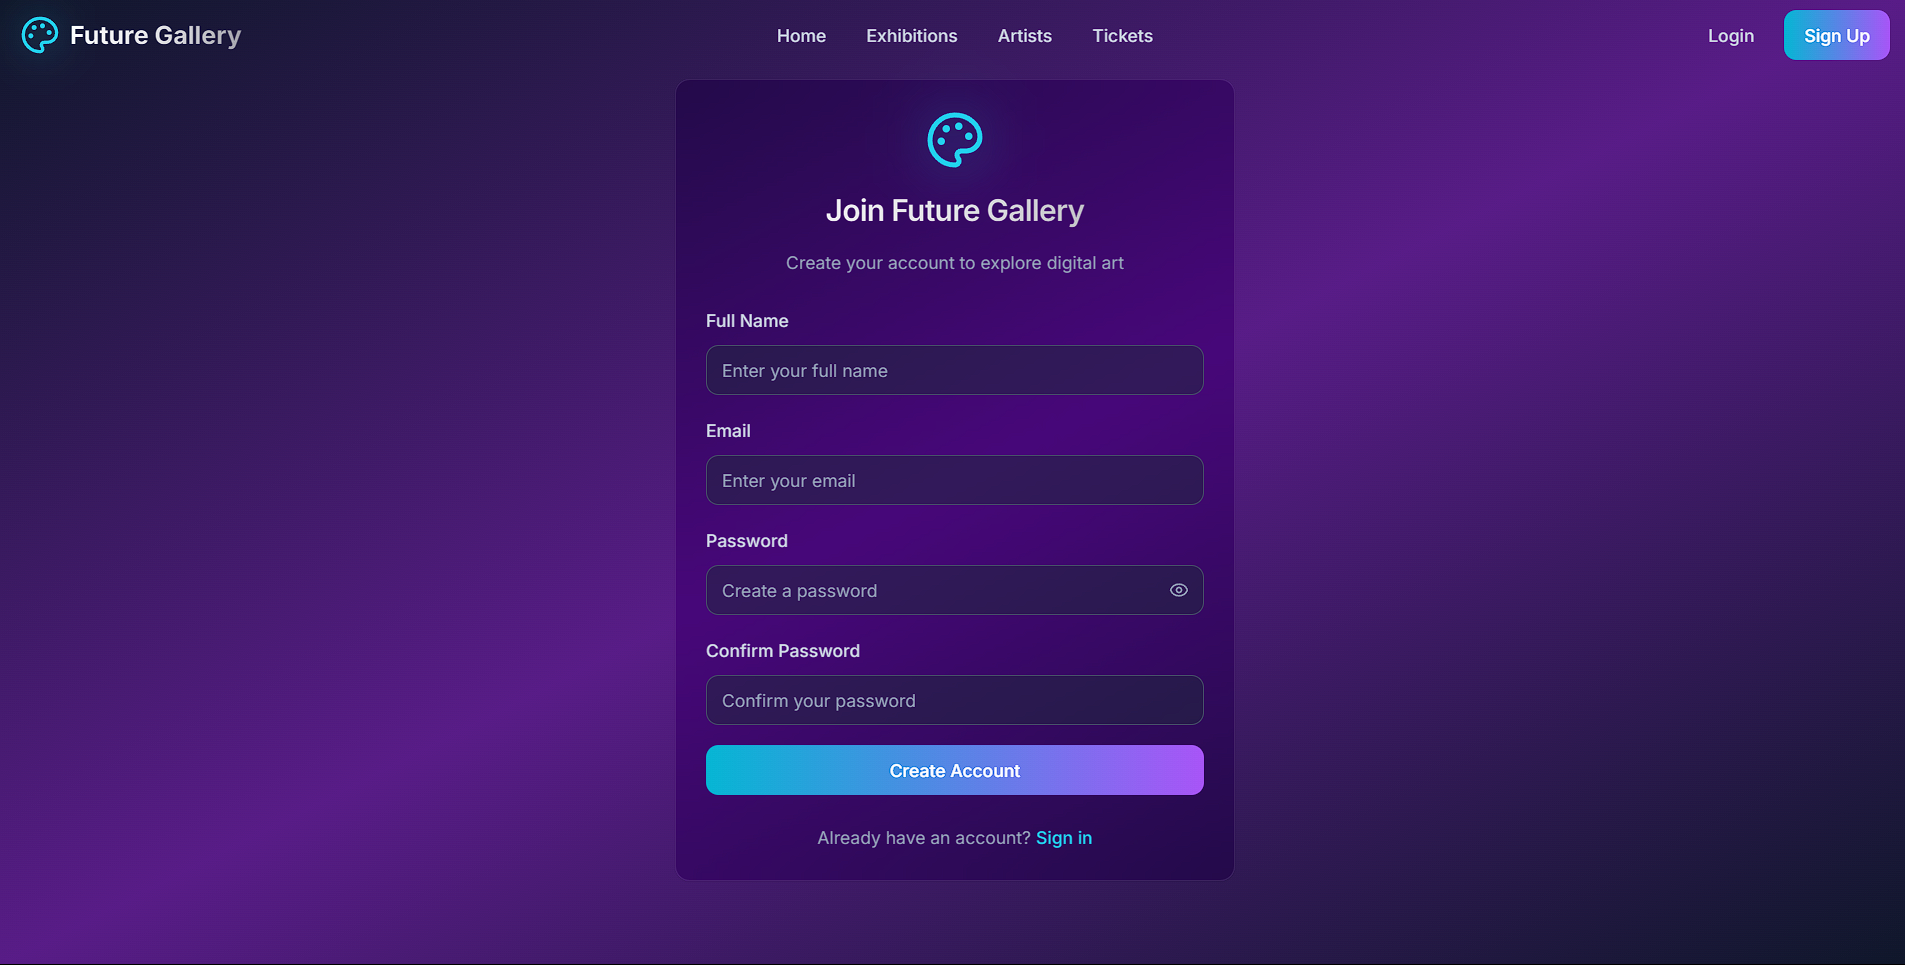 Future Gallery
Home Exhibitions Artists Tickets
Login Sign Up
Join Future Gallery
Create your account to explore digital art
Full Name
Enter your full name
Email
Enter your email
Password
Create a password
Confirm Password
Confirm your password
Create Account
Already have an account? Sign in